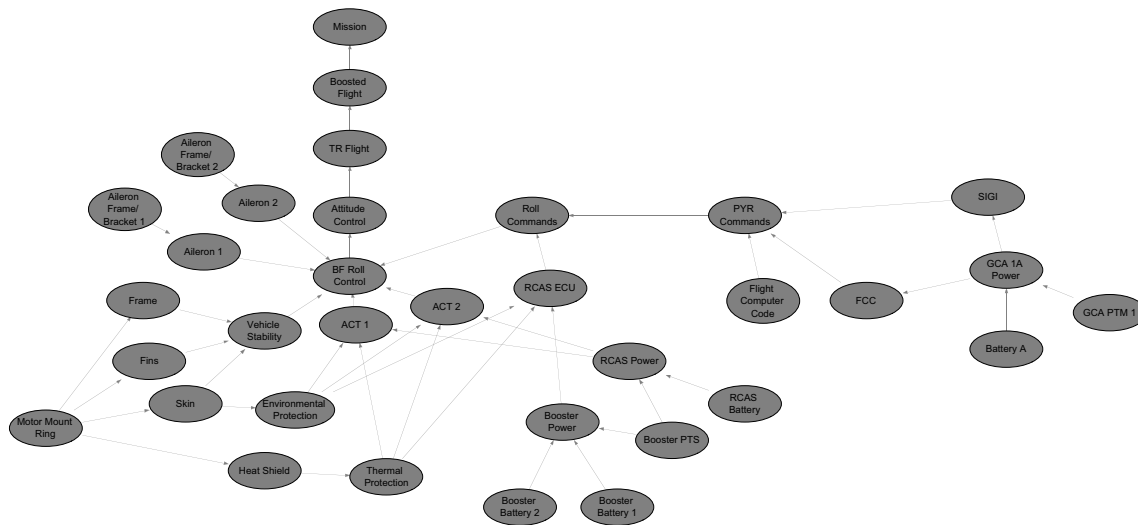 Mission
Boosted
Flight
TR Flight
Aileron
Frame/
Bracket 2
Aileron
Frame/
Bracket 1
Aileron 2
Aileron 1
Attitude
Control
Roll
Commands
PYR
Commands
SIGI
BF Roll
Control
RCAS ECU
GCA 1A
Power
Frame
ACT 2
Flight
Computer
Code
FCC
GCA PTM 1
Vehicle
Stability
ACT 1
Battery A
Fins
RCAS Power
Skin
Environmental
Protection
RCAS
Battery
Motor Mount
Ring
Booster
Power
Booster PTS
Heat Shield
Thermal
Protection
Booster
Battery 2
Booster
Battery 1